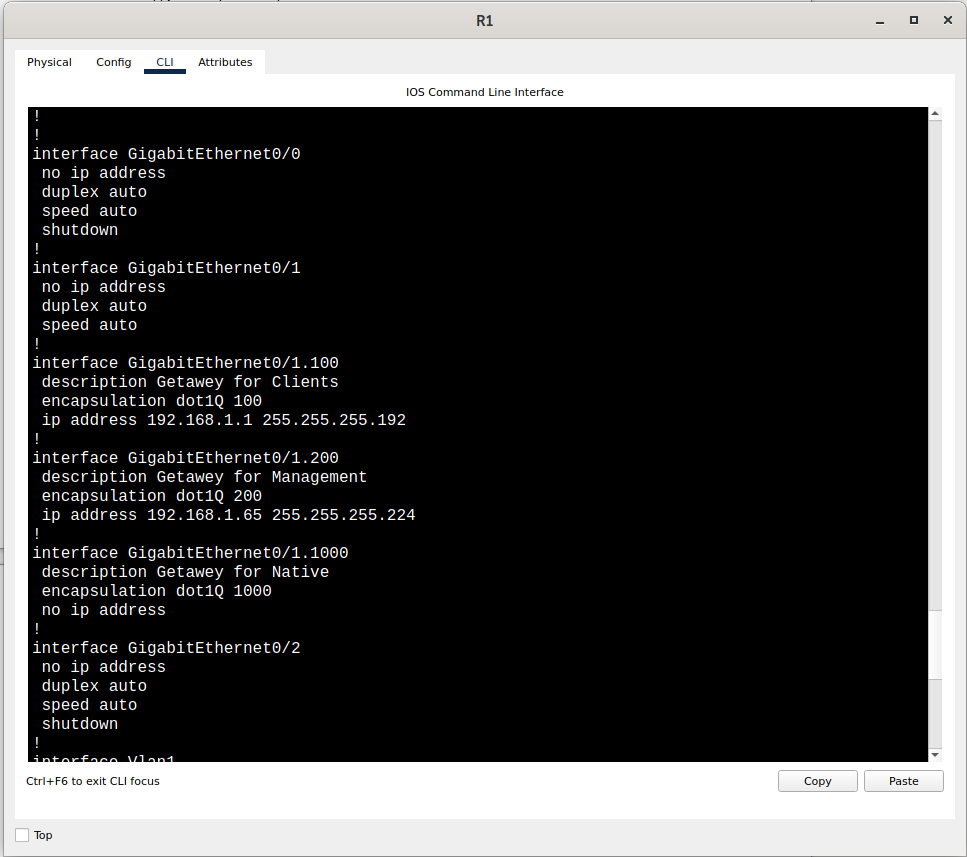 R1
Physical Config CLI Attributes
IOS Command Line Interface
!
!
interface GigabitEthernet0/0
no ip address
duplex auto
speed auto
shutdown
!
interface GigabitEthernet0/1
no ip address
duplex auto
speed auto
!
interface GigabitEthernet0/1.100
description Getawey for Clients
encapsulation dot1Q 100
ip address 192.168.1.1 255.255.255.192
!
interface GigabitEthernet0/1.200
description Getawey for Management
encapsulation dot1Q 200
ip address 192.168.1.65 255.255.255.224
!
interface GigabitEthernet0/1.1000
description Getawey for Native
encapsulation dot1Q 1000
no ip address
!
interface GigabitEthernet0/2
no ip address
duplex auto
speed auto
shutdown
!
interface Vlan1
Ctrl+F6 to exit CLI focus
Copy Paste
Top